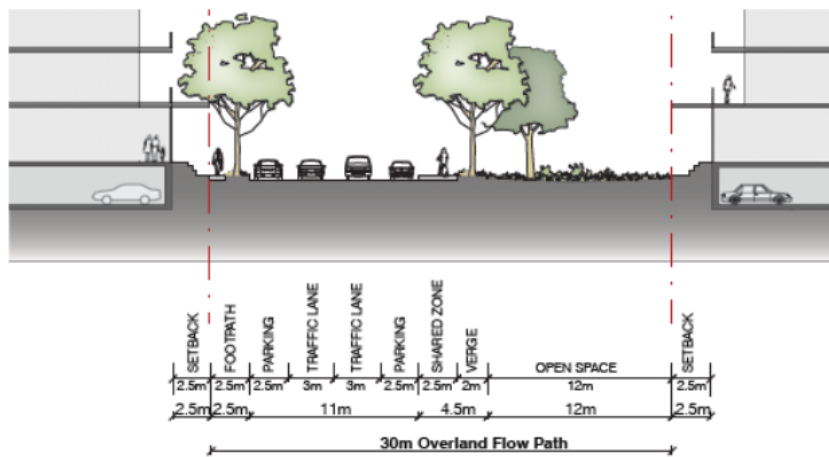 SETBACK
FOOTPATH
PARKING
TRAFFIC LANE
TRAFFIC LANE
PARKING
SHARED ZONE
VERGE
OPEN SPACE
SETBACK
2.5m 2.5m 2.5m 3m 3m 2.5m 2.5m 2m 12m 2.5m
2.5m 2.5m 11m 4.5m 12m 2.5m
30m Overland Flow Path